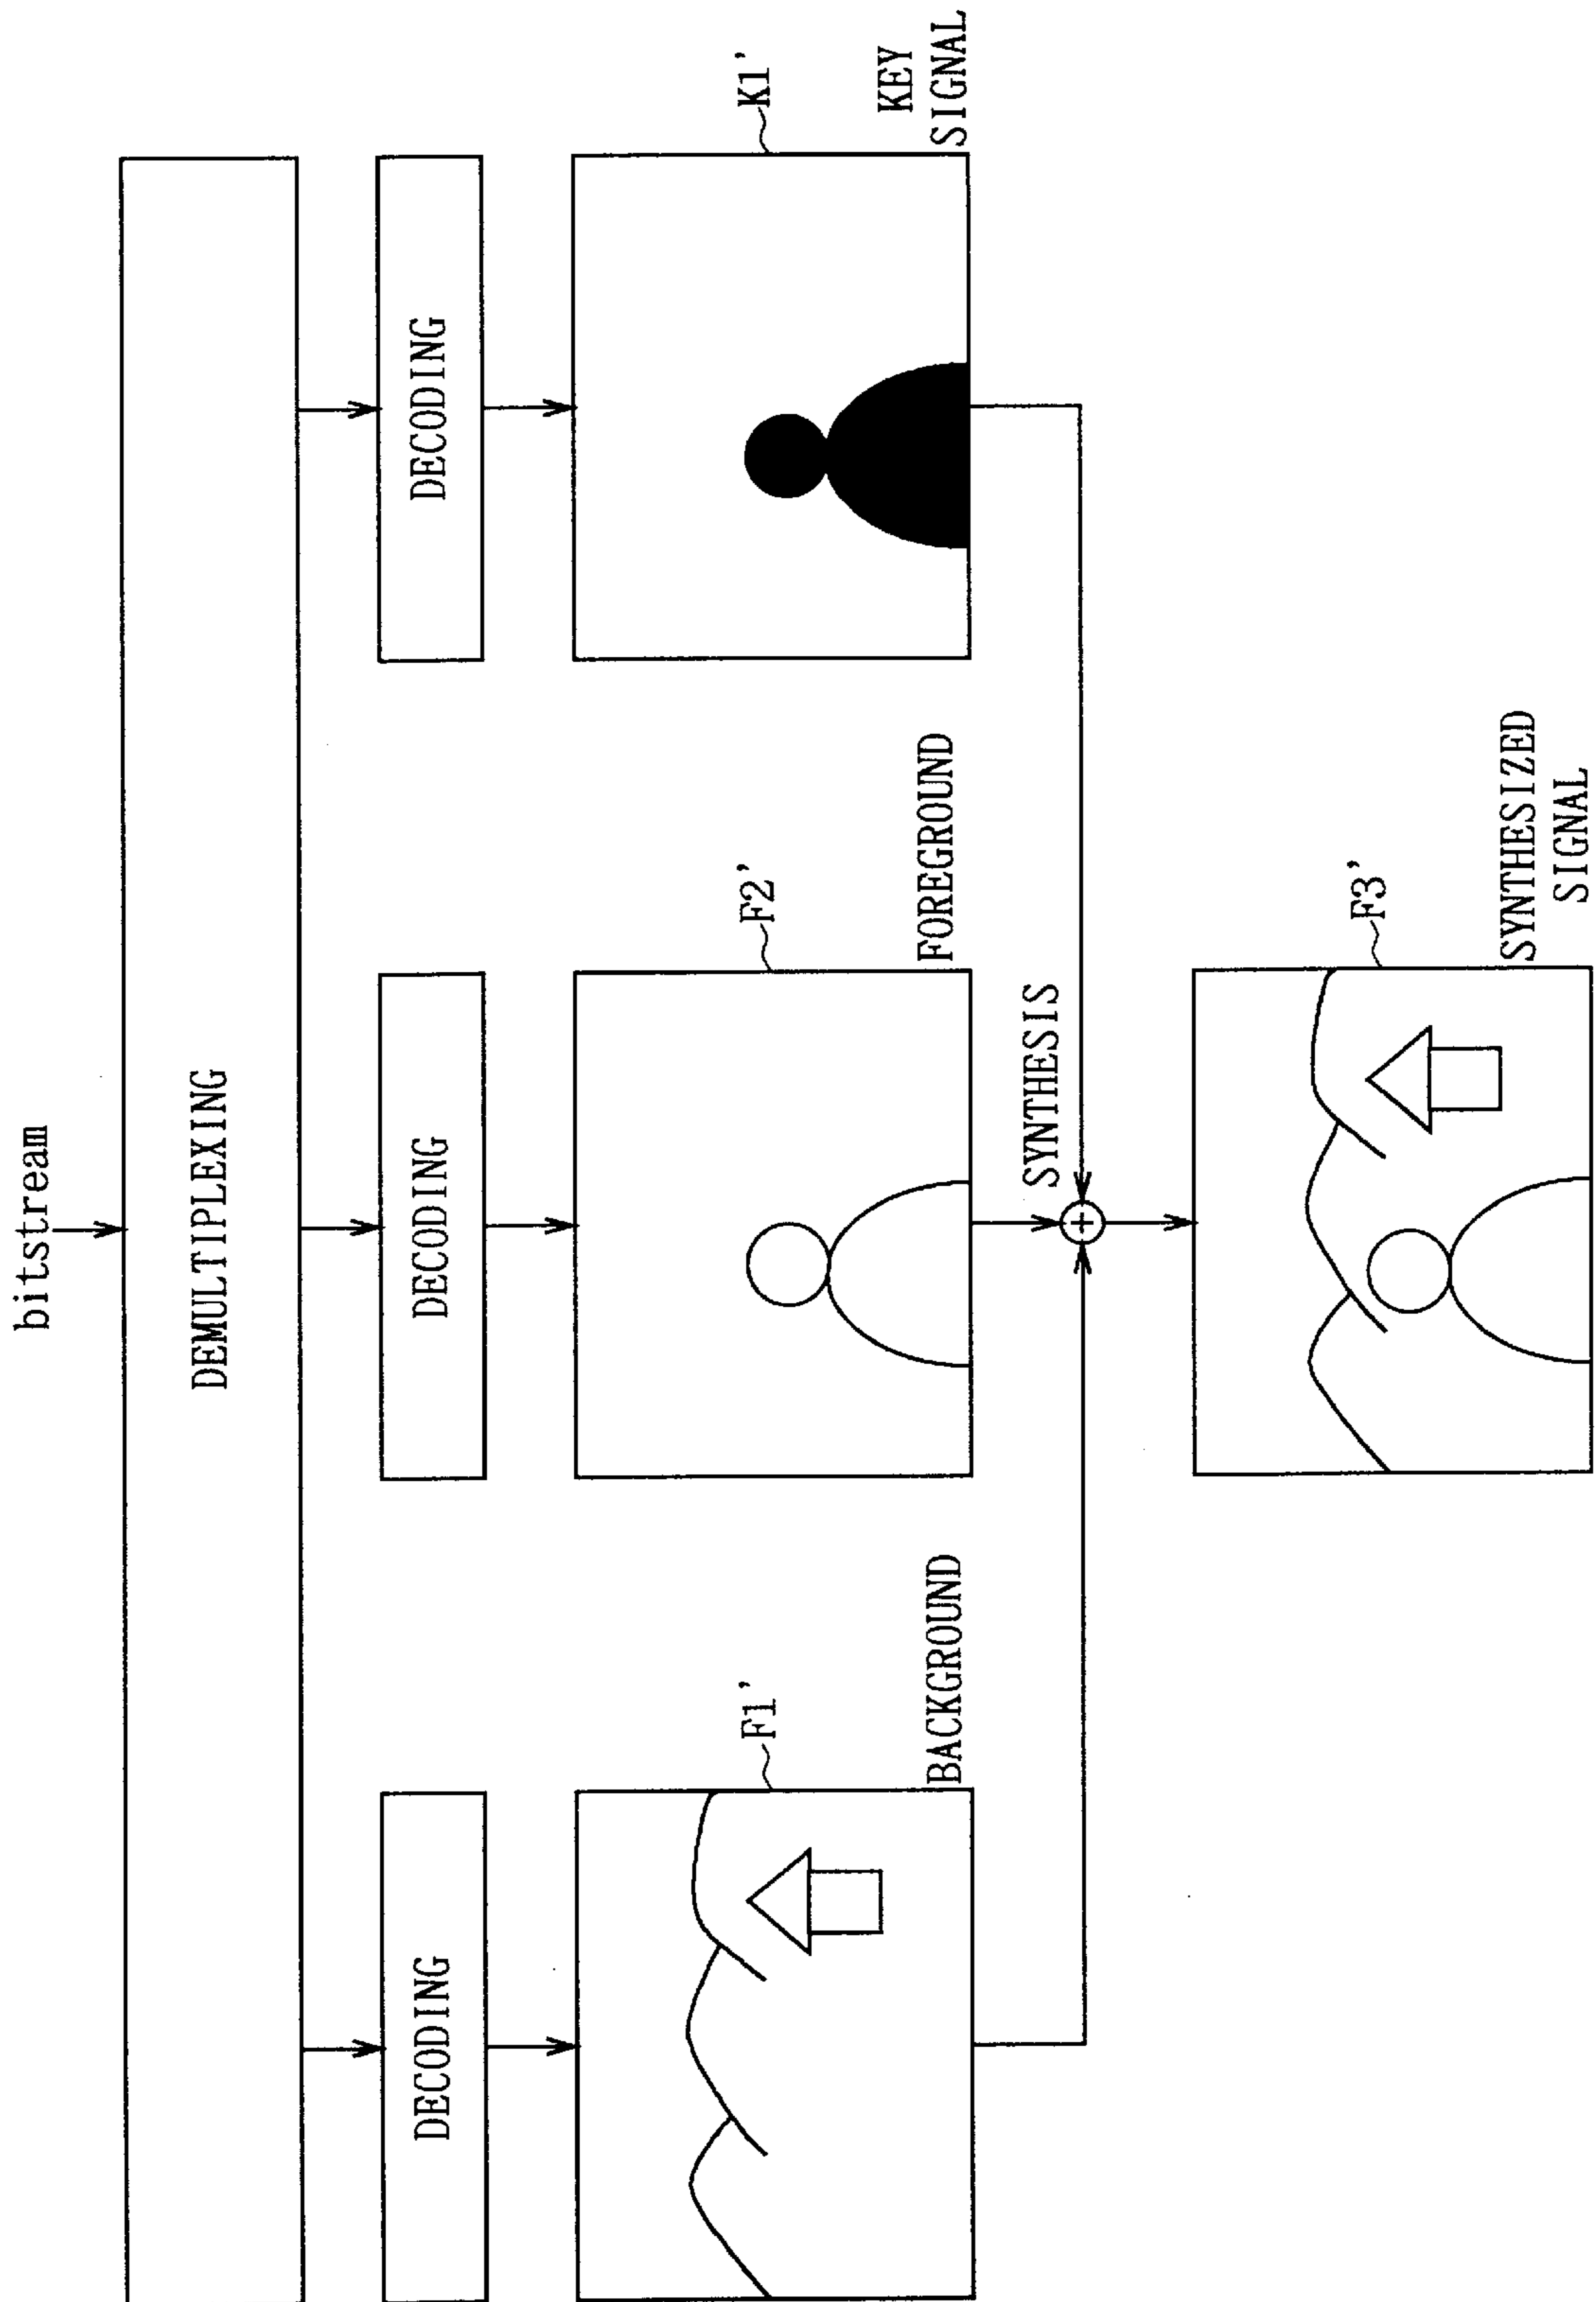 bitstream
DEMULTIPLEXING
DECODING
DECODING
DECODING
F1'
F2'
K1'
BACKGROUND
FOREGROUND
KEY
SIGNAL
SYNTHESIS
F3'
SYNTHESIZED
SIGNAL